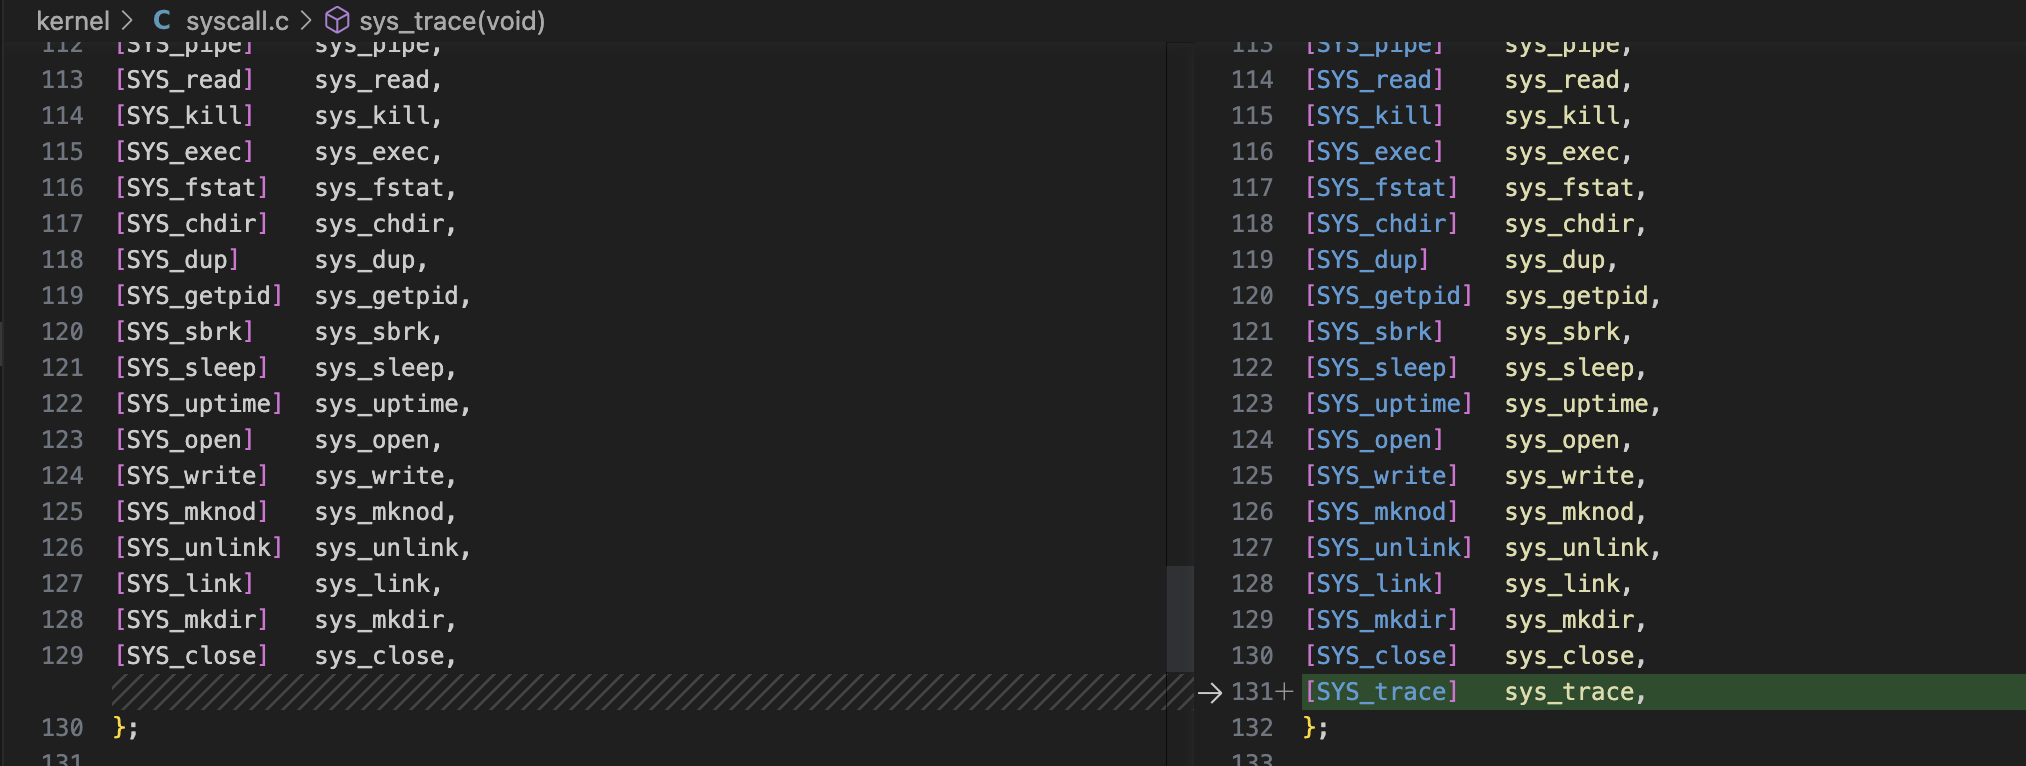 kernel > C syscall.c > sys_trace(void)
112 [SYS_pipe] sys_pipe,
113 [SYS_read] sys_read,
114 [SYS_kill] sys_kill,
115 [SYS_exec] sys_exec,
116 [SYS_fstat] sys_fstat,
117 [SYS_chdir] sys_chdir,
118 [SYS_dup] sys_dup,
119 [SYS_getpid] sys_getpid,
120 [SYS_sbrk] sys_sbrk,
121 [SYS_sleep] sys_sleep,
122 [SYS_uptime] sys_uptime,
123 [SYS_open] sys_open,
124 [SYS_write] sys_write,
125 [SYS_mknod] sys_mknod,
126 [SYS_unlink] sys_unlink,
127 [SYS_link] sys_link,
128 [SYS_mkdir] sys_mkdir,
129 [SYS_close] sys_close,
130 };
131
113 [SYS_pipe] sys_pipe,
114 [SYS_read] sys_read,
115 [SYS_kill] sys_kill,
116 [SYS_exec] sys_exec,
117 [SYS_fstat] sys_fstat,
118 [SYS_chdir] sys_chdir,
119 [SYS_dup] sys_dup,
120 [SYS_getpid] sys_getpid,
121 [SYS_sbrk] sys_sbrk,
122 [SYS_sleep] sys_sleep,
123 [SYS_uptime] sys_uptime,
124 [SYS_open] sys_open,
125 [SYS_write] sys_write,
126 [SYS_mknod] sys_mknod,
127 [SYS_unlink] sys_unlink,
128 [SYS_link] sys_link,
129 [SYS_mkdir] sys_mkdir,
130 [SYS_close] sys_close,
→ 131+ [SYS_trace] sys_trace,
132 };
133